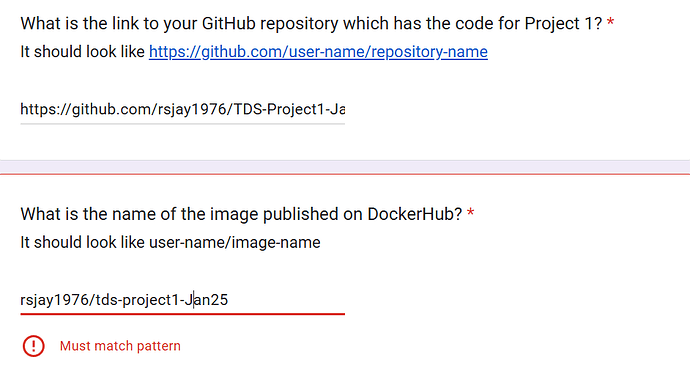 What is the link to your GitHub repository which has the code for Project 1? *
It should look like https://github.com/user-name/repository-name
https://github.com/rsjay1976/TDS-Project1-Ja
What is the name of the image published on DockerHub? *
It should look like user-name/image-name
rsjay1976/tds-project1-Jan25
Must match pattern